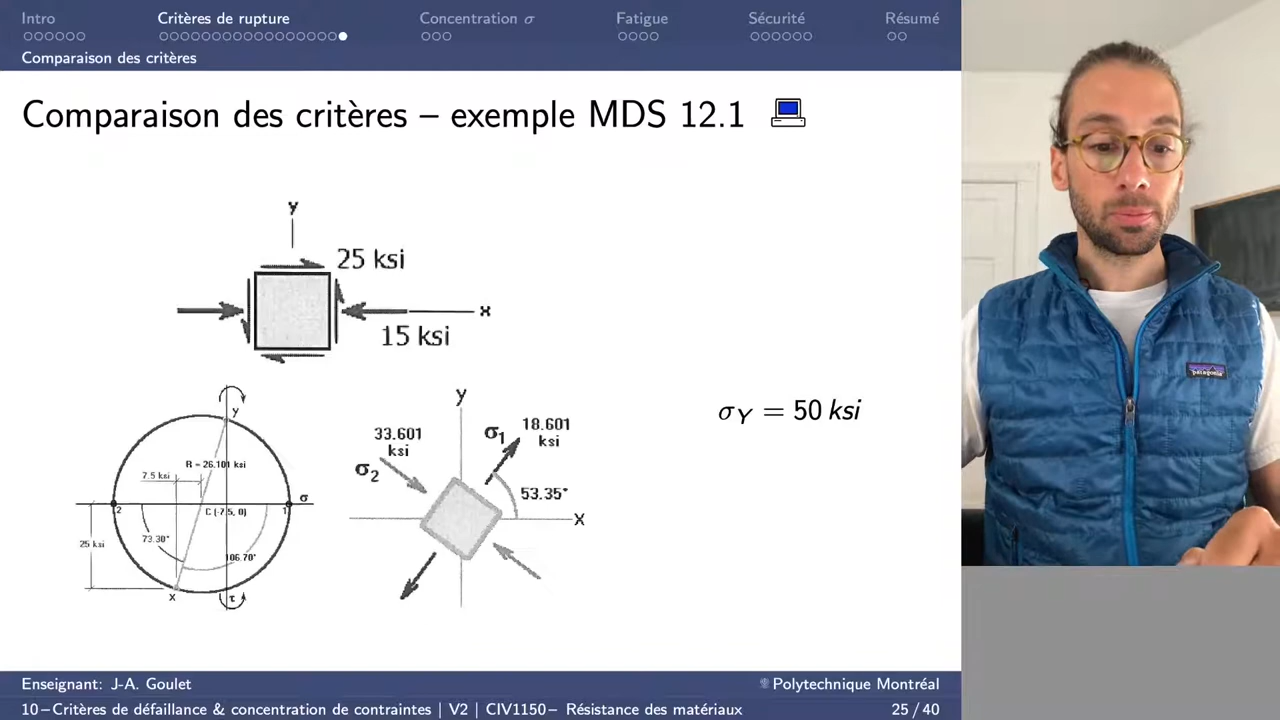 Intro Critères de rupture Concentration σ Fatigue Sécurité Résumé
Comparaison des critères
Comparaison des critères – exemple MDS 12.1
y
25 ksi
x
15 ksi
y
R = 26.101 ksi
7.5 ksi
σ
2
C (-7.5, 0)
1
25 ksi
73.30°
106.70°
x
τ
y
33.601
ksi
σ2
σ1
18.601
ksi
53.35°
x
σY = 50 ksi
patagonia
Enseignant: J-A. Goulet
Polytechnique Montréal
10 – Critères de défaillance & concentration de contraintes | V2 | CIV1150 – Résistance des matériaux
25 / 40